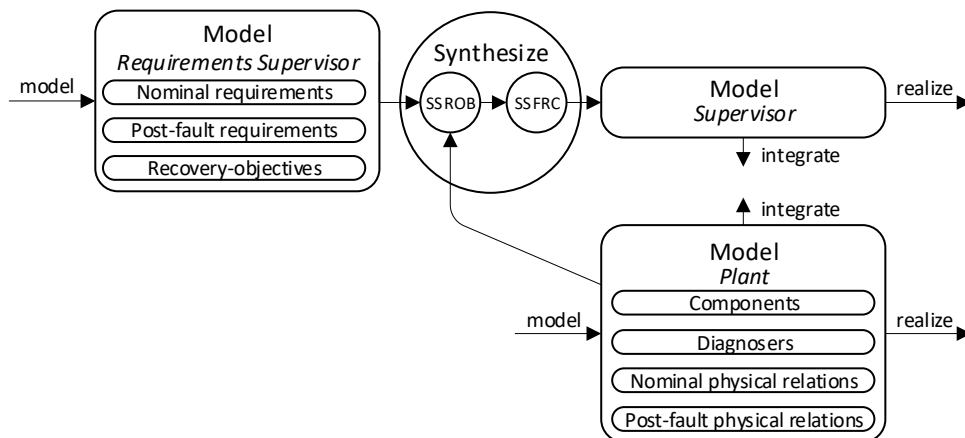 model
Model
Requirements Supervisor
Nominal requirements
Post-fault requirements
Recovery-objectives
Synthesize
SSROB
SSFRC
Model
Supervisor
realize
integrate
integrate
Model
Plant
model
Components
Diagnosers
Nominal physical relations
Post-fault physical relations
realize